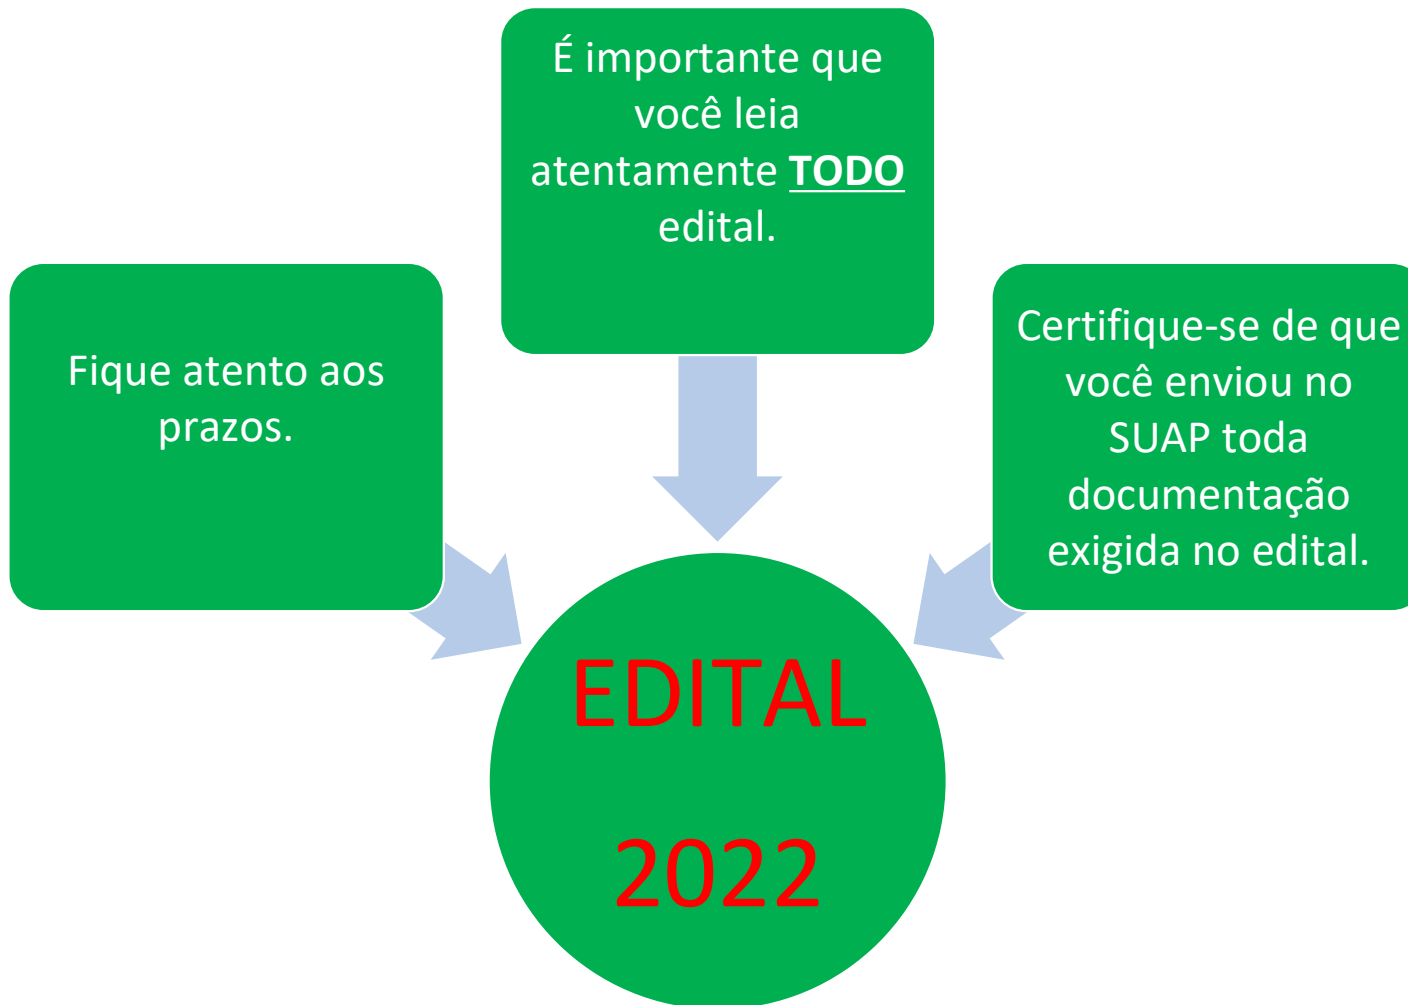 É importante que
você leia
atentamente TODO
edital.
Fique atento aos
prazos.
Certifique-se de que
você enviou no
SUAP toda
documentação
exigida no edital.
EDITAL
2022